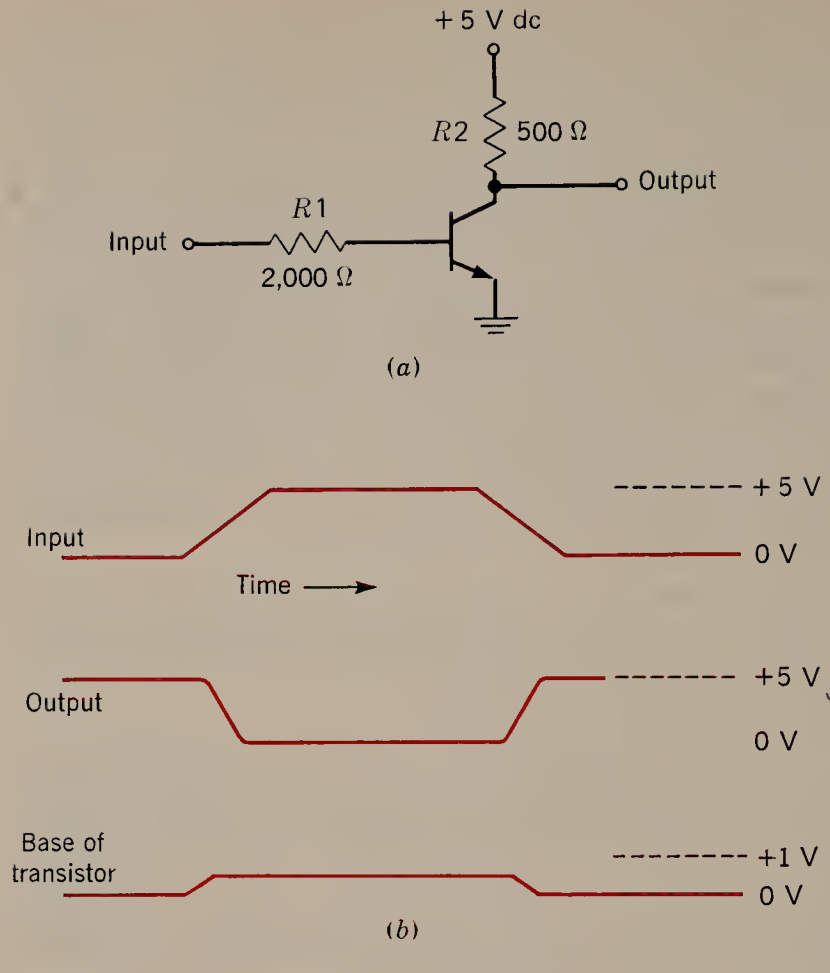 + 5 V dc
R2 500 Ω
Output
R1
Input
2,000 Ω
(a)
+ 5 V
Input
0 V
Time
+5 V
Output
0 V
Base of
transistor
+1 V
0 V
(b)